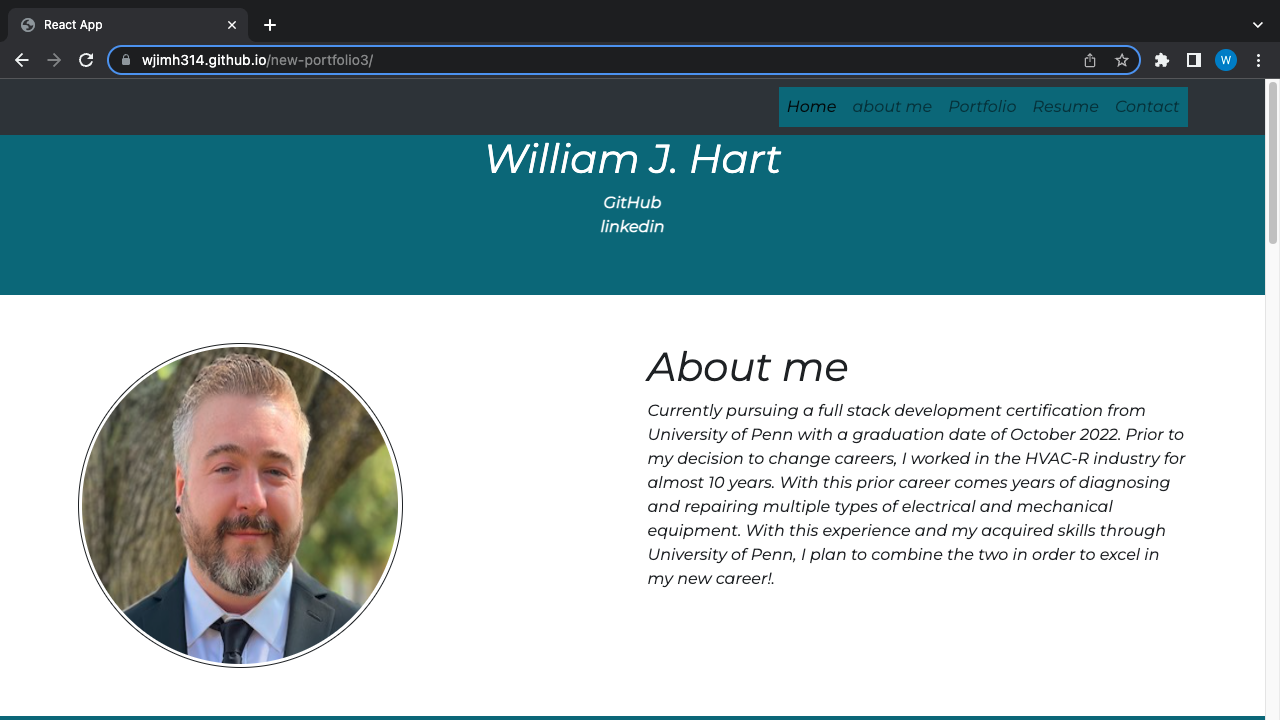 React App
wjimh314.github.io/new-portfolio3/
W
Home about me Portfolio Resume Contact
William J. Hart
GitHub
linkedin
About me
Currently pursuing a full stack development certification from
University of Penn with a graduation date of October 2022. Prior to
my decision to change careers, I worked in the HVAC-R industry for
almost 10 years. With this prior career comes years of diagnosing
and repairing multiple types of electrical and mechanical
equipment. With this experience and my acquired skills through
University of Penn, I plan to combine the two in order to excel in
my new career!.